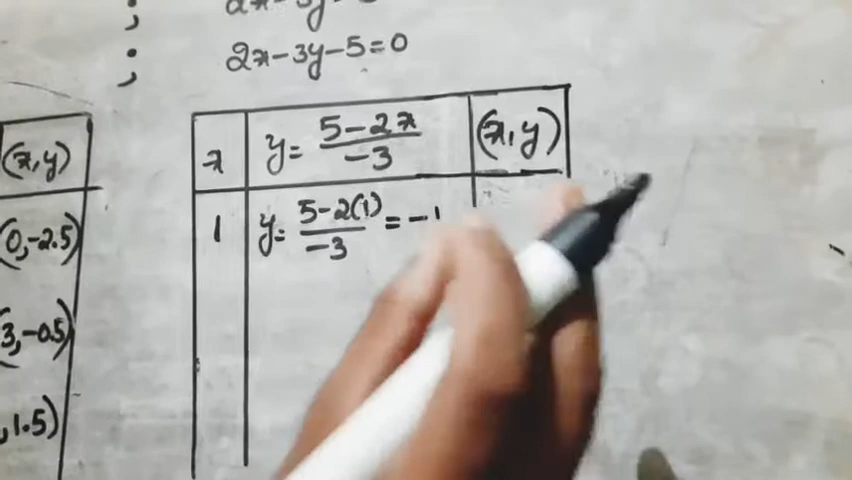 ;
; 2x-3y-5=0
(x,y)
(0,-2.5)
(3,-0.5)
,1.5)
x y= 5-2x / -3 (x,y)
1 y= 5-2(1) / -3 = -1